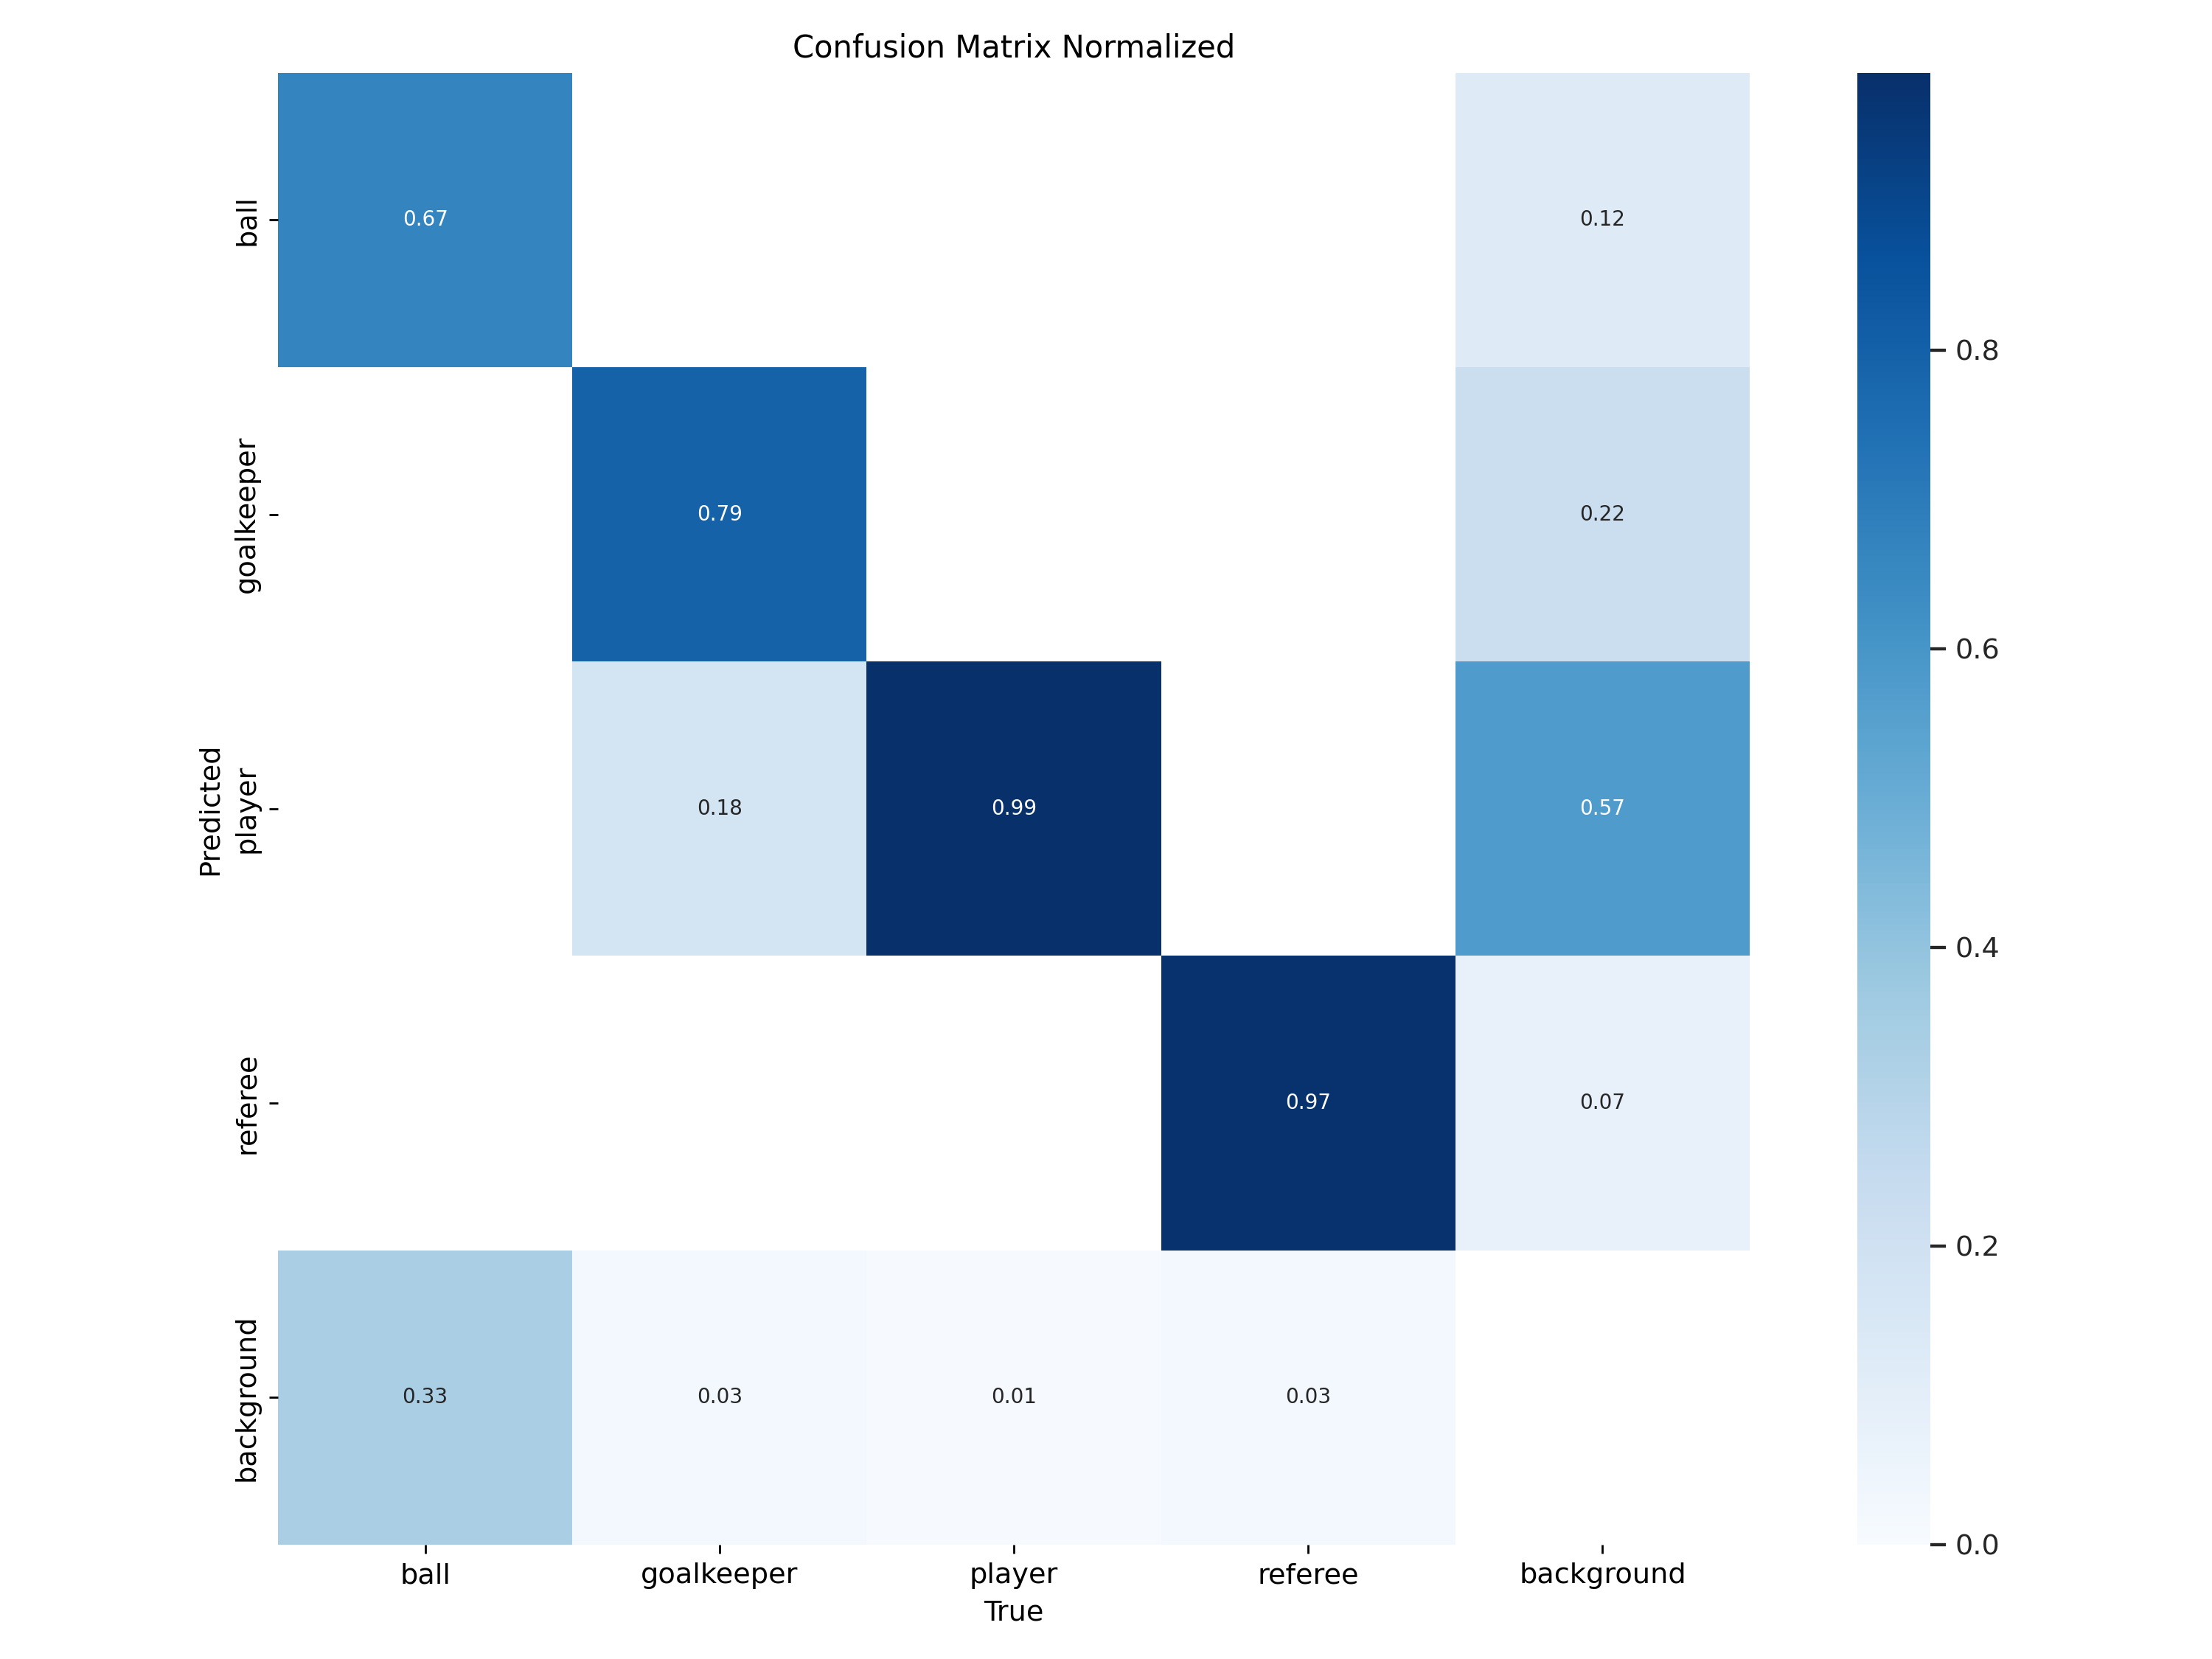 Confusion Matrix Normalized
ball
0.67
0.12
goalkeeper
0.79
0.22
Predicted
player
0.18
0.99
0.57
referee
0.97
0.07
background
0.33
0.03
0.01
0.03
ball
goalkeeper
player
referee
background
True
0.8
0.6
0.4
0.2
0.0